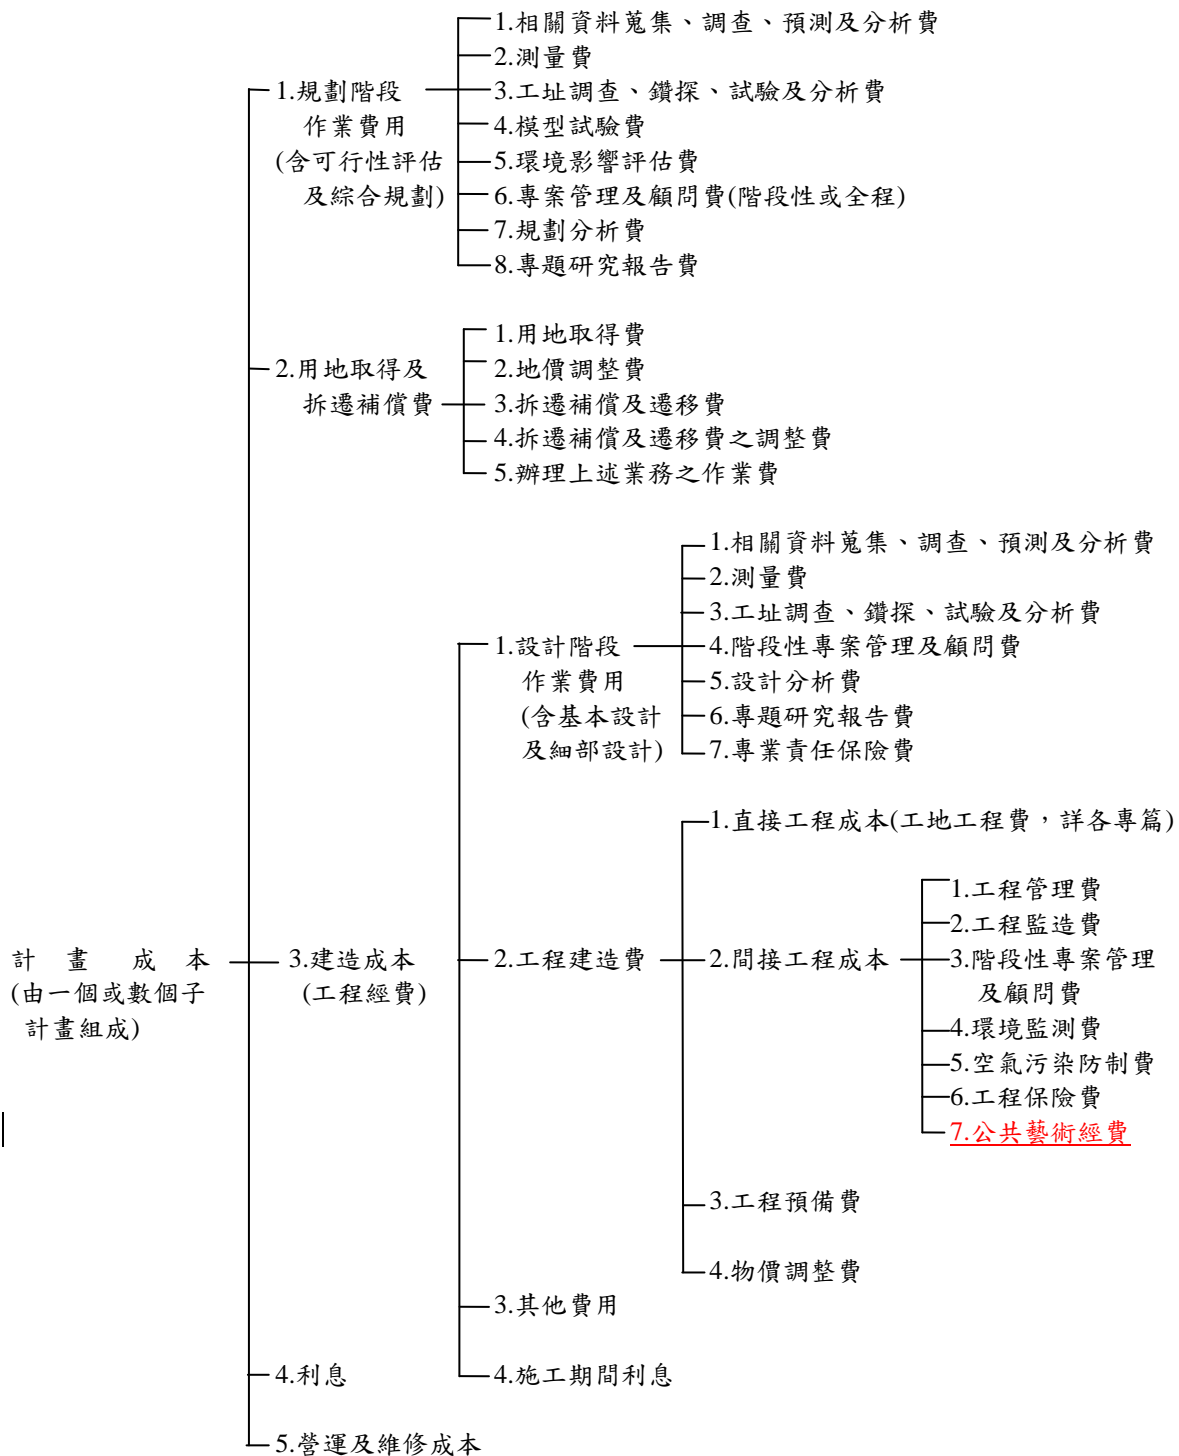 1.相關資料蒐集、調查、預測及分析費
2.測量費
1.規劃階段
3.工址調查、鑽探、試驗及分析費
作業費用
4.模型試驗費
(含可行性評估
5.環境影響評估費
及綜合規劃)
6.專案管理及顧問費(階段性或全程)
7.規劃分析費
8.專題研究報告費
1.用地取得費
2.用地取得及
2.地價調整費
拆遷補償費
3.拆遷補償及遷移費
4.拆遷補償及遷移費之調整費
5.辦理上述業務之作業費
1.相關資料蒐集、調查、預測及分析費
2.測量費
3.工址調查、鑽探、試驗及分析費
1.設計階段
4.階段性專案管理及顧問費
作業費用
5.設計分析費
(含基本設計
6.專題研究報告費
及細部設計)
7.專業責任保險費
1.直接工程成本(工地工程費，詳各專篇)
1.工程管理費
2.工程監造費
計畫成本
3.建造成本
2.工程建造費
2.間接工程成本
3.階段性專案管理
(由一個或數個子
(工程經費)
及顧問費
計畫組成)
4.環境監測費
5.空氣污染防制費
6.工程保險費
7.公共藝術經費
3.工程預備費
4.物價調整費
3.其他費用
4.利息
4.施工期間利息
5.營運及維修成本